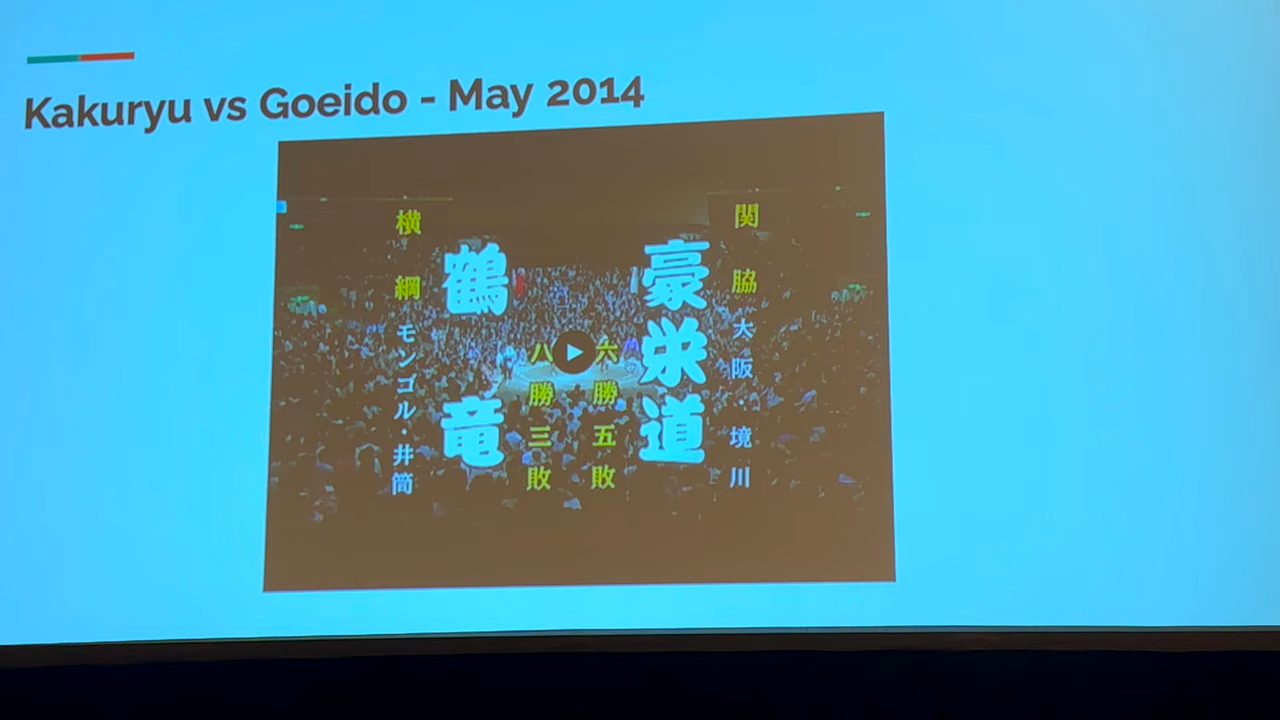 Kakuryu vs Goeido - May 2014
関脇
大阪・境川
豪栄道
六勝五敗
八勝三敗
鶴竜
横綱
モンゴル・井筒